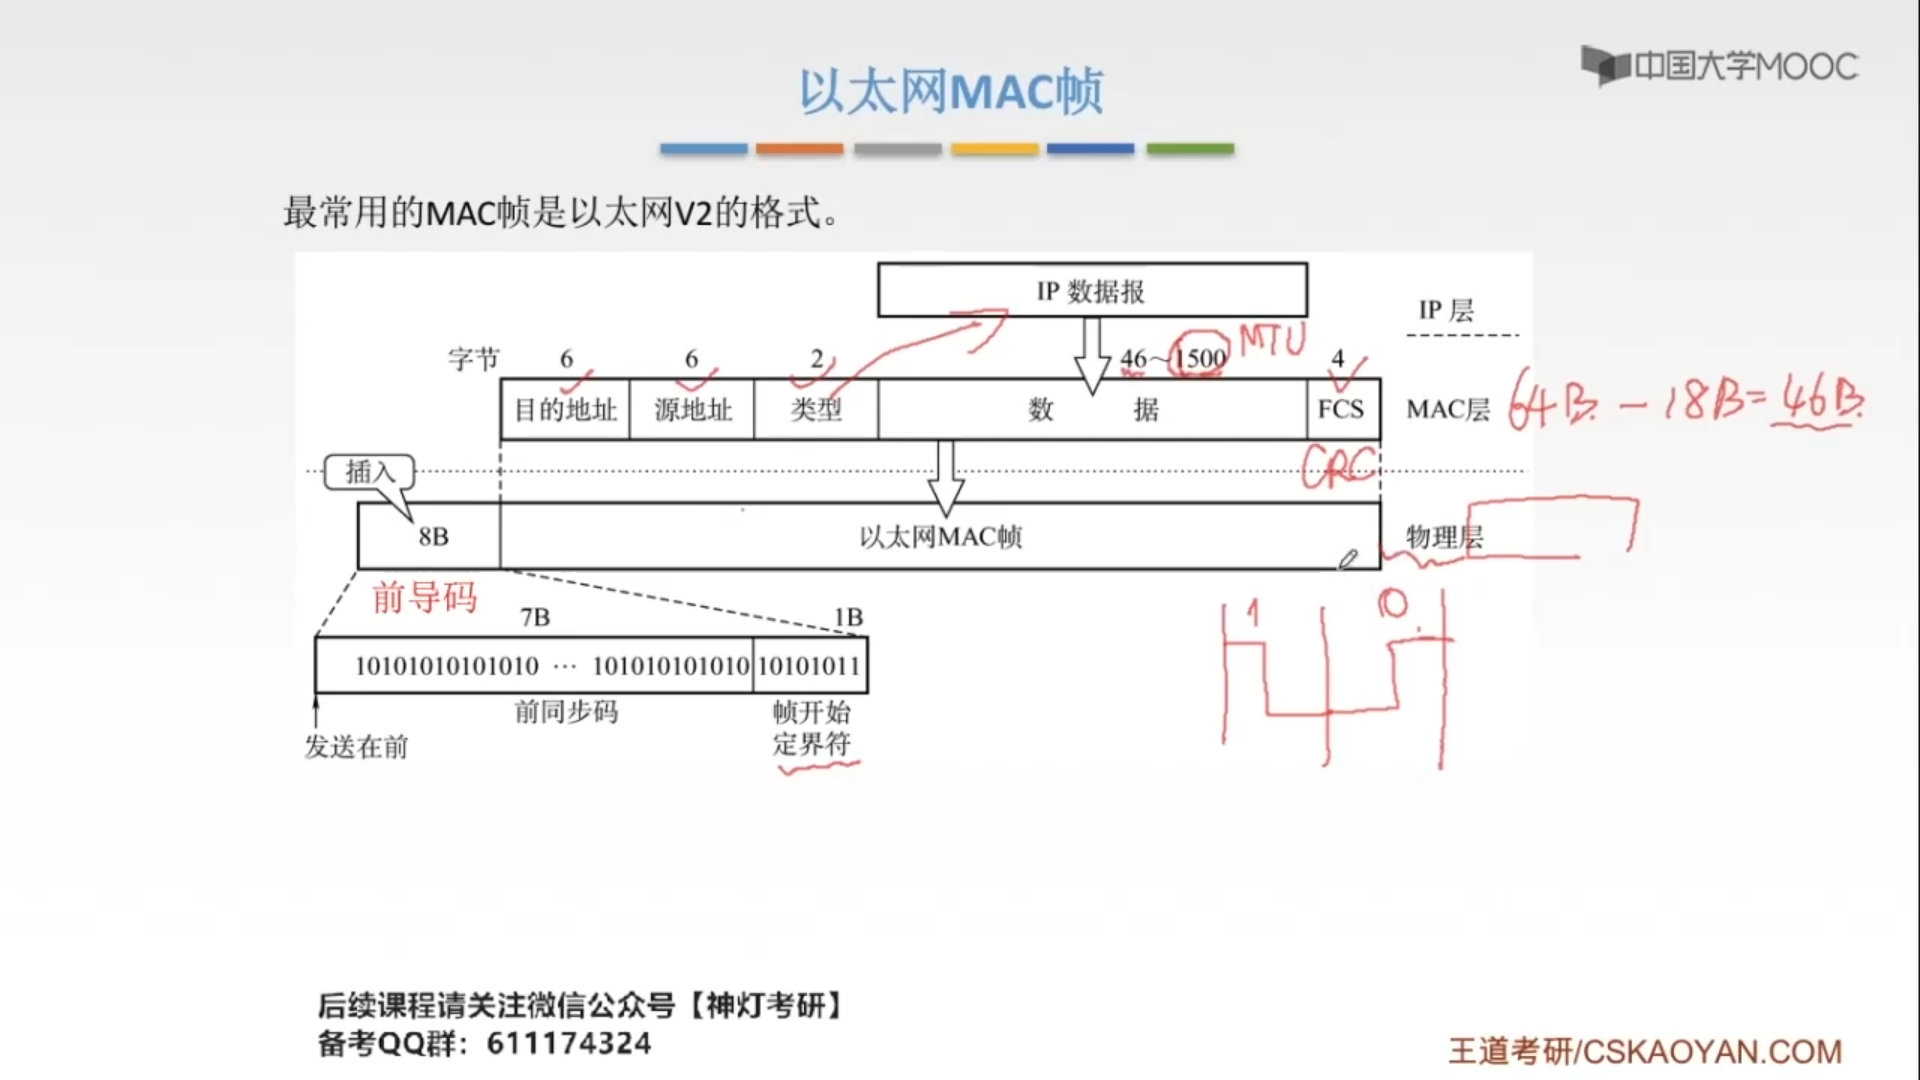 中国大学MOOC
以太网MAC帧
最常用的MAC帧是以太网V2的格式。
IP 数据报
IP 层
字节 6 6 2 46~1500 MTU 4
目的地址 源地址 类型 数 据 FCS MAC层 64B - 18B = 46B
插入 CRC
8B 以太网MAC帧 物理层
前导码
7B 1B
1 0
10101010101010 ··· 101010101010 10101011
前同步码 帧开始
定界符
发送在前
后续课程请关注微信公众号【神灯考研】
备考QQ群：611174324
王道考研/CSKAOYAN.COM